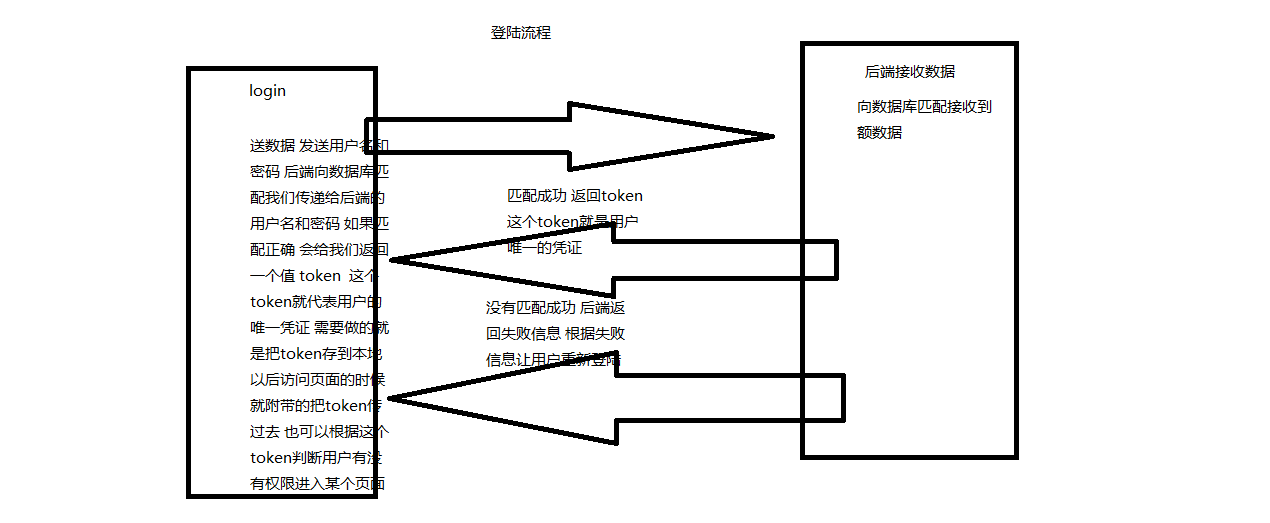 登陆流程
login
送数据 发送用户名和
密码 后端向数据库匹
配我们传递给后端的
用户名和密码 如果匹
配正确 会给我们返回
一个值 token 这个
token就代表用户的
唯一凭证 需要做的就
是把token存到本地
以后访问页面的时候
就附带的把token传
过去 也可以根据这个
token判断用户有没
有权限进入某个页面
匹配成功 返回token
这个token就是用户
唯一的凭证
没有匹配成功 后端返
回失败信息 根据失败
信息让用户重新登陆
后端接收数据
向数据库匹配接收到
额数据